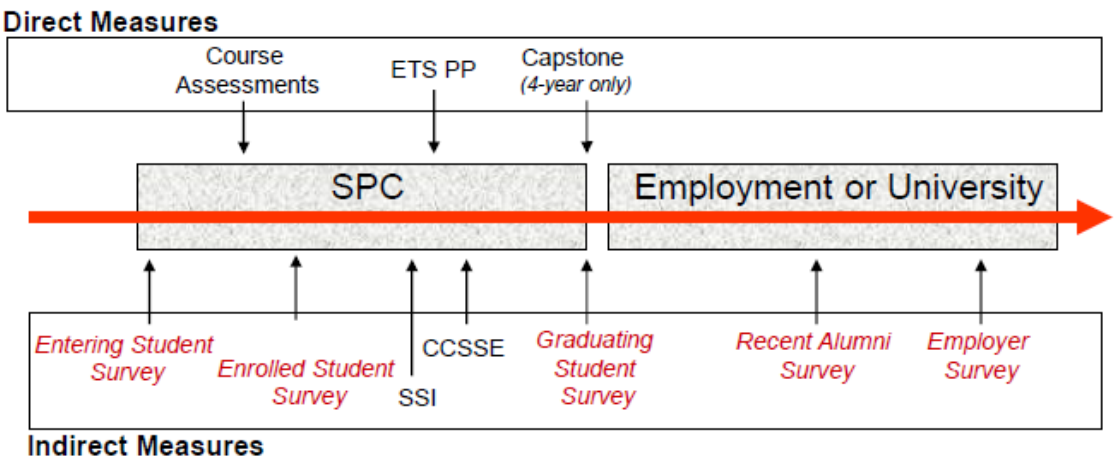 Direct Measures
Course
Assessments
ETS PP
Capstone
(4-year only)
SPC
Employment or University
Entering Student
Survey
Enrolled Student
Survey
SSI
CCSSE
Graduating
Student
Survey
Recent Alumni
Survey
Employer
Survey
Indirect Measures